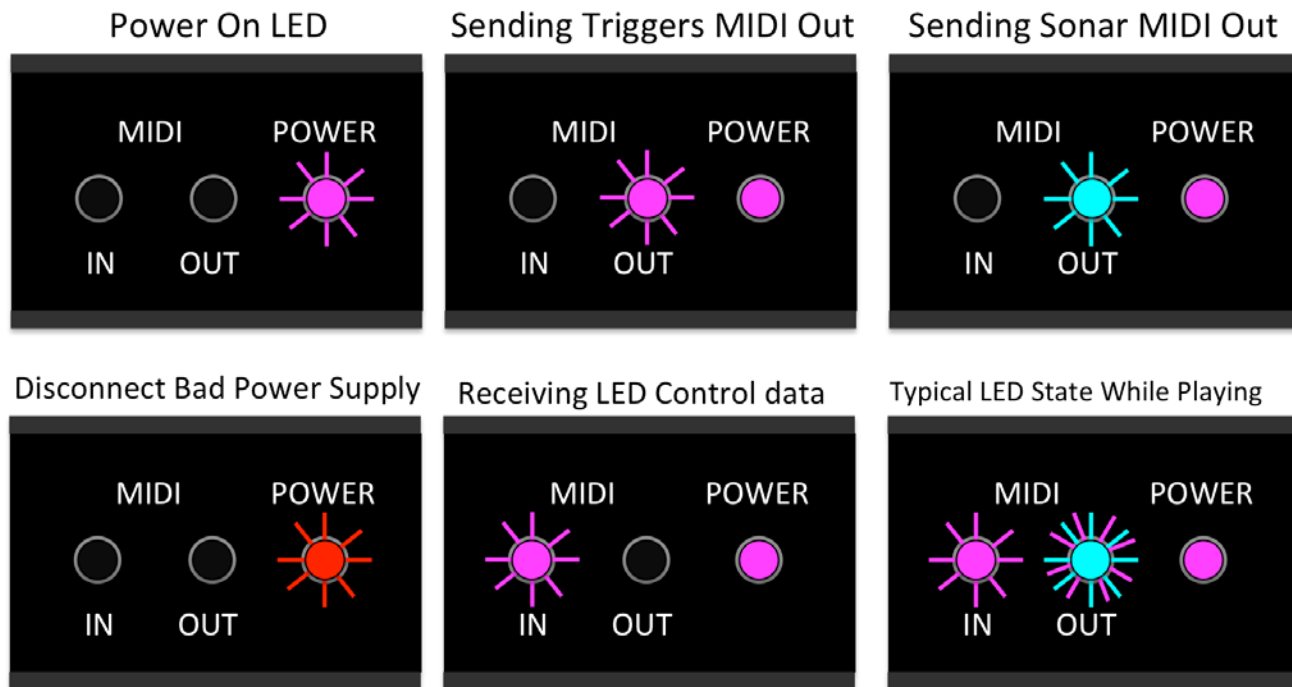 Power On LED
Sending Triggers MIDI Out
Sending Sonar MIDI Out
MIDI POWER
IN OUT
MIDI POWER
IN OUT
MIDI POWER
IN OUT
Disconnect Bad Power Supply
Receiving LED Control data
Typical LED State While Playing
MIDI POWER
IN OUT
MIDI POWER
IN OUT
MIDI POWER
IN OUT